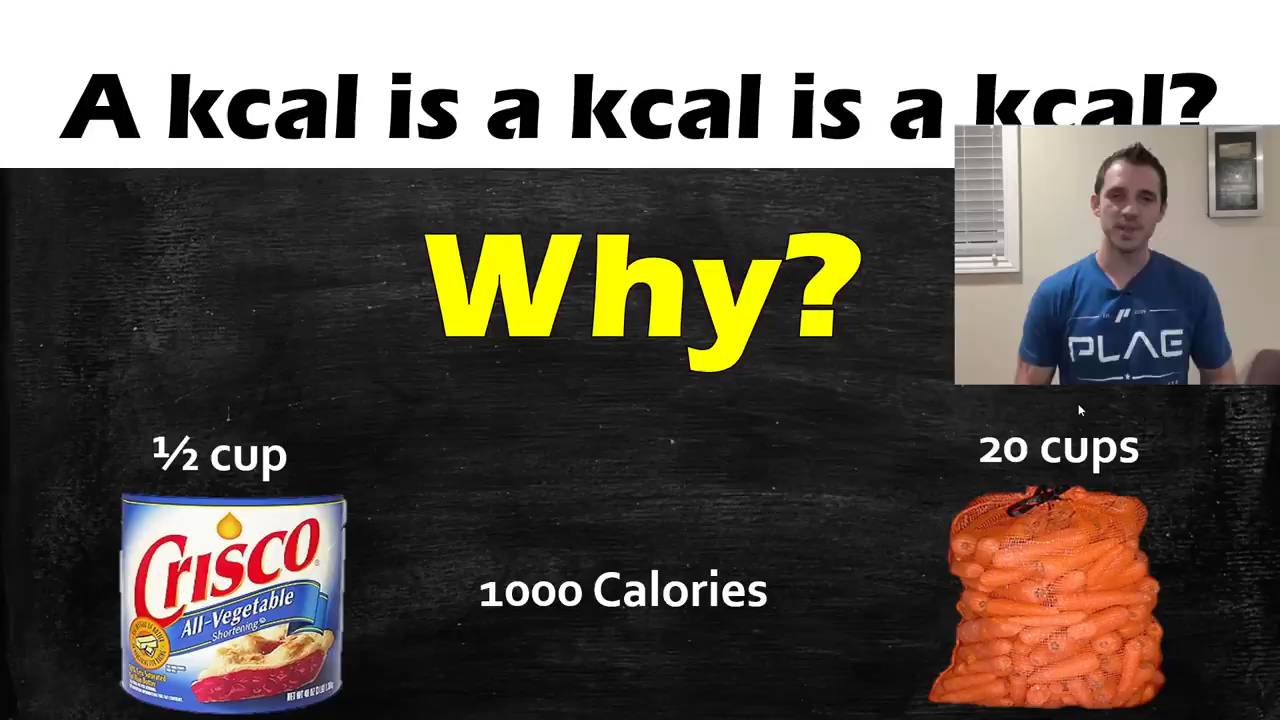 A kcal is a kcal is a kcal?
Why?
PLAE
½ cup
20 cups
Crisco
All-Vegetable
Shortening
1000 Calories